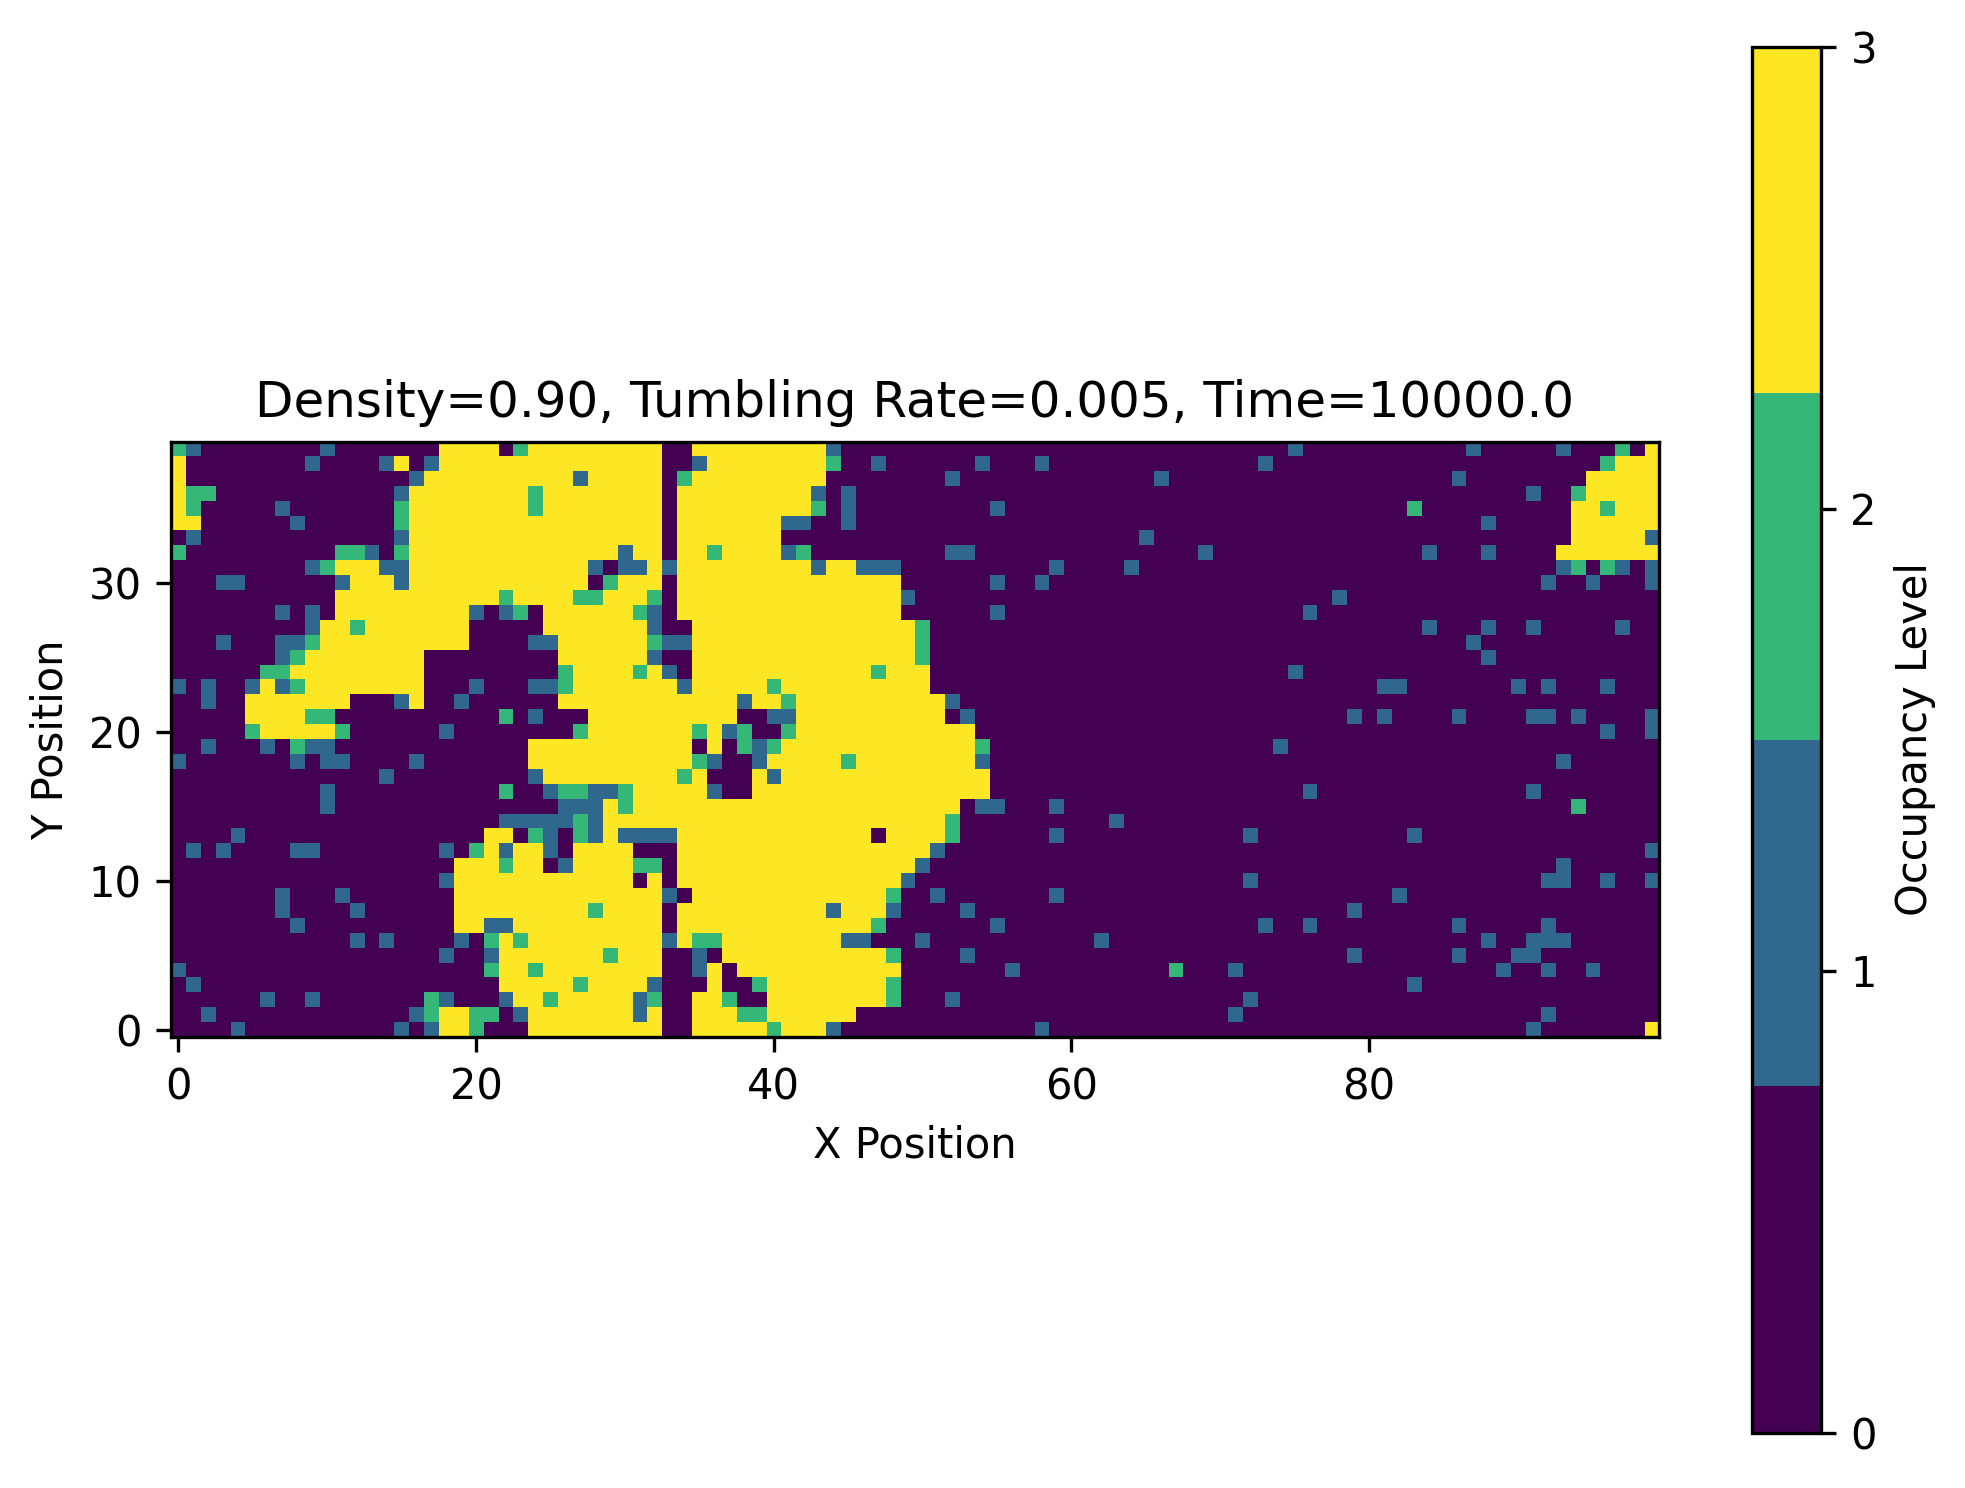 Density=0.90, Tumbling Rate=0.005, Time=10000.0
3
2
1
0
Occupancy Level
30
20
10
0
Y Position
0 20 40 60 80
X Position